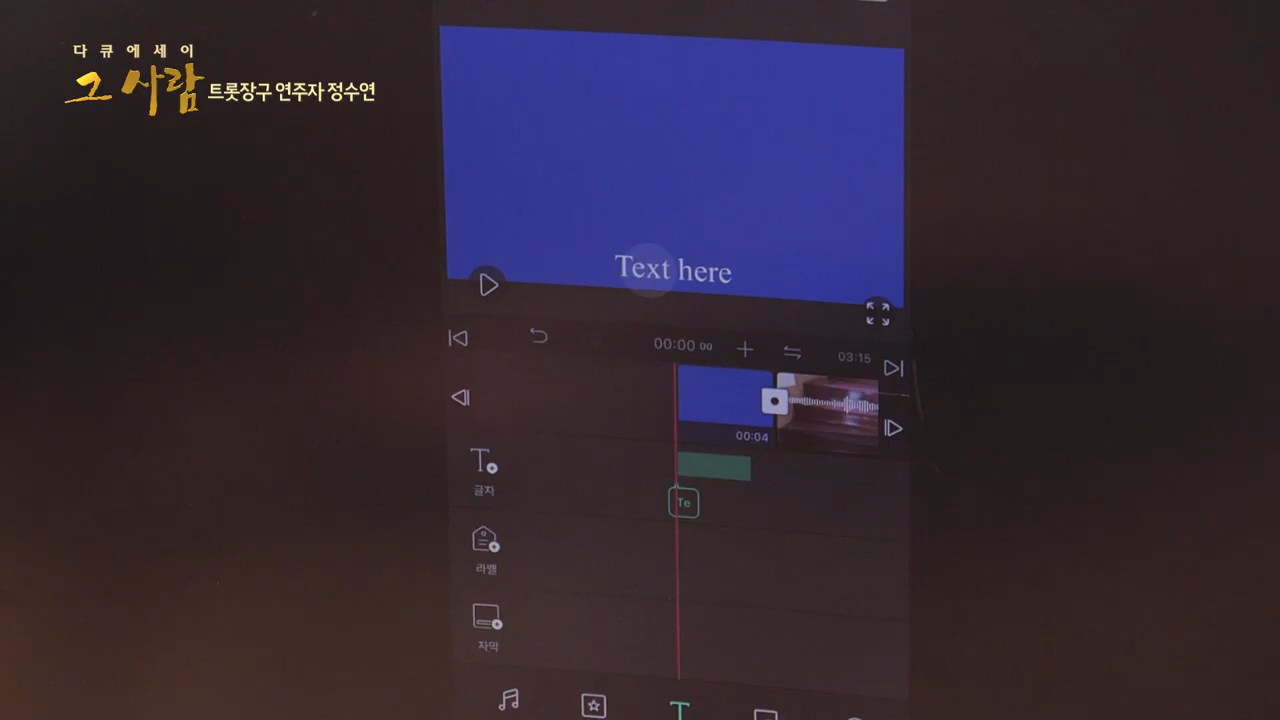 다큐에세이
그 사람 트롯장구 연주자 정수연
Text here
00:00 00
03:15
00:04
글자
Te
라벨
자막
T